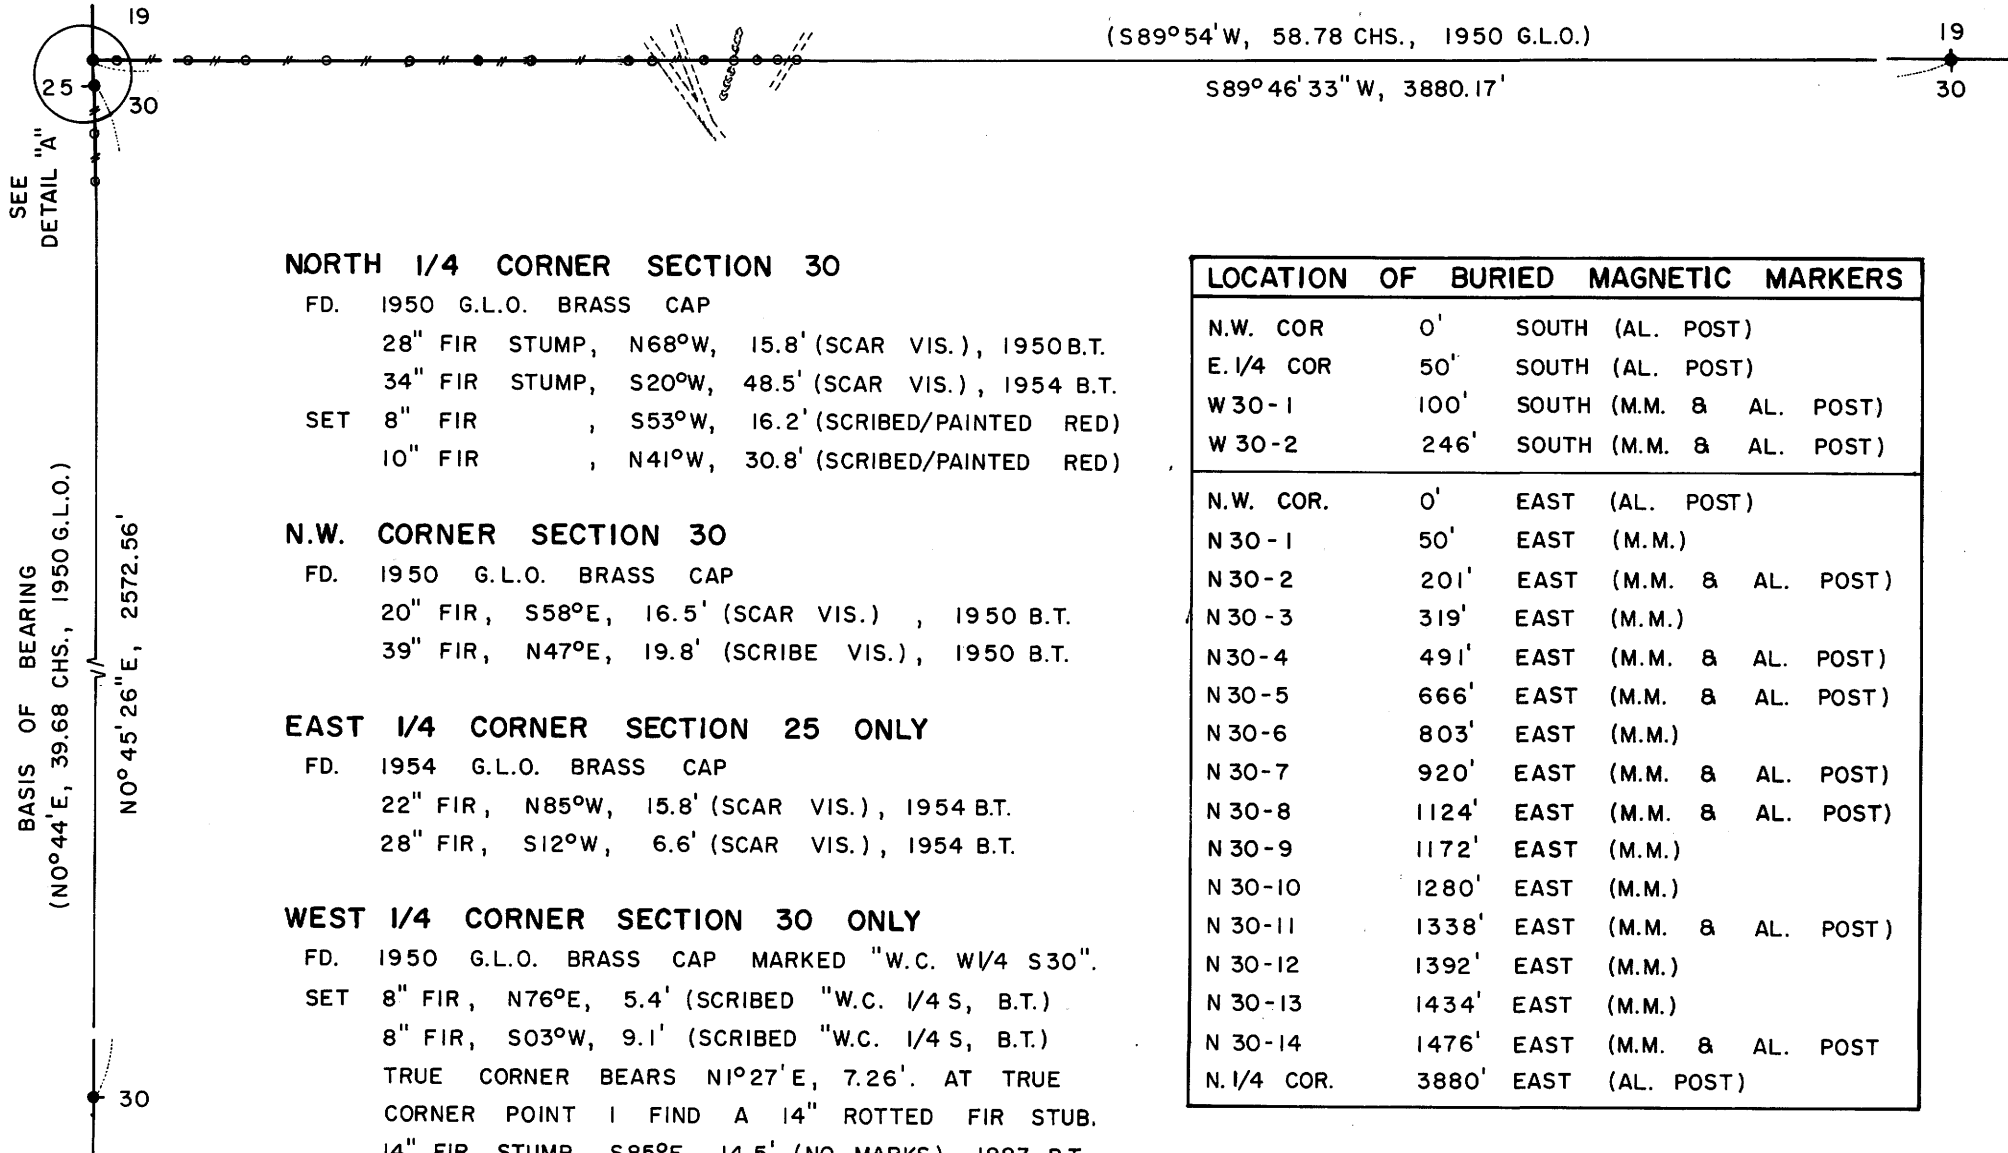 19
(S89°54'W, 58.78 CHS., 1950 G.L.O.)
19
25
30
S89°46'33"W, 3880.17'
30
SEE
DETAIL "A"
BASIS OF BEARING
(N0°44'E, 39.68 CHS., 1950 G.L.O.)
N0°45'26"E, 2572.56'
30
NORTH 1/4 CORNER SECTION 30
FD. 1950 G.L.O. BRASS CAP
28" FIR STUMP, N68°W, 15.8' (SCAR VIS.), 1950 B.T.
34" FIR STUMP, S20°W, 48.5' (SCAR VIS.), 1954 B.T.
SET 8" FIR , S53°W, 16.2' (SCRIBED/PAINTED RED)
10" FIR , N41°W, 30.8' (SCRIBED/PAINTED RED)
N.W. CORNER SECTION 30
FD. 1950 G.L.O. BRASS CAP
20" FIR, S58°E, 16.5' (SCAR VIS.) , 1950 B.T.
39" FIR, N47°E, 19.8' (SCRIBE VIS.), 1950 B.T.
EAST 1/4 CORNER SECTION 25 ONLY
FD. 1954 G.L.O. BRASS CAP
22" FIR, N85°W, 15.8' (SCAR VIS.), 1954 B.T.
28" FIR, S12°W, 6.6' (SCAR VIS.), 1954 B.T.
WEST 1/4 CORNER SECTION 30 ONLY
FD. 1950 G.L.O. BRASS CAP MARKED "W.C. W1/4 S30".
SET 8" FIR, N76°E, 5.4' (SCRIBED "W.C. 1/4 S, B.T.)
8" FIR, S03°W, 9.1' (SCRIBED "W.C. 1/4 S, B.T.)
TRUE CORNER BEARS N1°27'E, 7.26'. AT TRUE
CORNER POINT I FIND A 14" ROTTED FIR STUB.
14" FIR STUMP, S85°E, 14.5' (NO MARKS), B.T.
LOCATION OF BURIED MAGNETIC MARKERS
N.W. COR 0' SOUTH (AL. POST)
E. 1/4 COR 50' SOUTH (AL. POST)
W 30-1 100' SOUTH (M.M. & AL. POST)
W 30-2 246' SOUTH (M.M. & AL. POST)
N.W. COR. 0' EAST (AL. POST)
N 30-1 50' EAST (M.M.)
N 30-2 201' EAST (M.M. & AL. POST)
N 30-3 319' EAST (M.M.)
N 30-4 491' EAST (M.M. & AL. POST)
N 30-5 666' EAST (M.M. & AL. POST)
N 30-6 803' EAST (M.M.)
N 30-7 920' EAST (M.M. & AL. POST)
N 30-8 1124' EAST (M.M. & AL. POST)
N 30-9 1172' EAST (M.M.)
N 30-10 1280' EAST (M.M.)
N 30-11 1338' EAST (M.M. & AL. POST)
N 30-12 1392' EAST (M.M.)
N 30-13 1434' EAST (M.M.)
N 30-14 1476' EAST (M.M. & AL. POST
N. 1/4 COR. 3880' EAST (AL. POST)